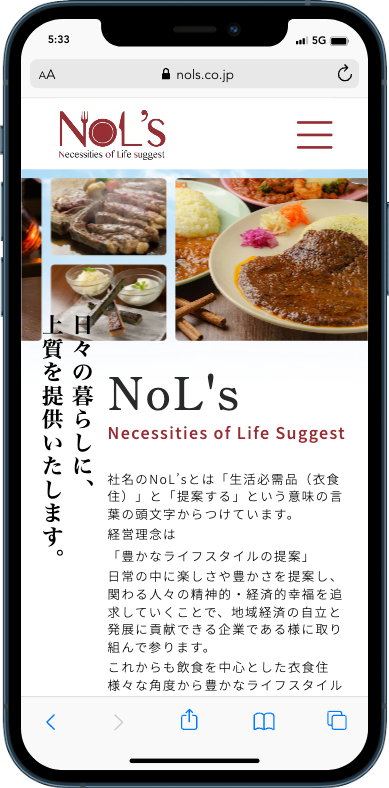 5:33
5G
AA
nols.co.jp
NoL's
Necessities of Life suggest
日々の暮らしに、
上質を提供いたします。
NoL's
Necessities of Life Suggest
社名のNoL’sとは「生活必需品（衣食
住）」と「提案する」という意味の言
葉の頭文字からつけています。
経営理念は
「豊かなライフスタイルの提案」
日常の中に楽しさや豊かさを提案し、
関わる人々の精神的・経済的幸福を追
求していくことで、地域経済の自立と
発展に貢献できる企業である様に取り
組んで参ります。
これからも飲食を中心とした衣食住
様々な角度から豊かなライフスタイル